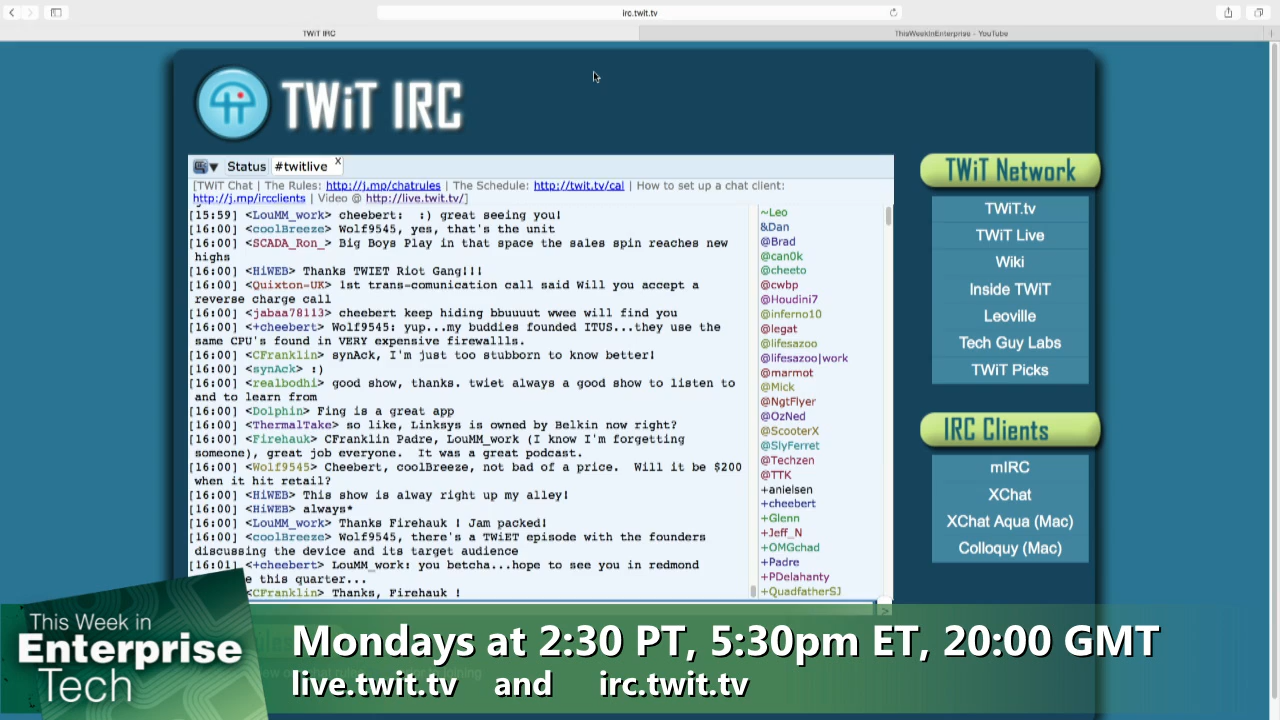 irc.twit.tv
TWiT IRC
ThisWeekInEnterprise - YouTube
TWiT IRC
Status
#twitlive
X
[TWiT Chat | The Rules: http://j.mp/chatrules | The Schedule: http://twit.tv/cal | How to set up a chat client:
http://j.mp/ircclients | Video @ http://live.twit.tv/]
[15:59] <LouMM_work> cheebert:  :) great seeing you!
[16:00] <coolBreeze> Wolf9545, yes, that's the unit
[16:00] <SCADA_Ron_> Big Boys Play in that space the sales spin reaches new
highs
[16:00] <HiWEB> Thanks TWIET Riot Gang!!!
[16:00] <Quixton-UK> 1st trans-comunication call said Will you accept a
reverse charge call
[16:00] <jabaa78113> cheebert keep hiding bbuuuut wwee will find you
[16:00] <+cheebert> Wolf9545: yup...my buddies founded ITUS...they use the
same CPU's found in VERY expensive firewallls.
[16:00] <CFranklin> synAck, I'm just too stubborn to know better!
[16:00] <synAck> :)
[16:00] <realbodhi> good show, thanks. twiet always a good show to listen to
and to learn from
[16:00] <Dolphin> Fing is a great app
[16:00] <ThermalTake> so like, Linksys is owned by Belkin now right?
[16:00] <Firehauk> CFranklin Padre, LouMM_work (I know I'm forgetting
someone), great job everyone.  It was a great podcast.
[16:00] <Wolf9545> Cheebert, coolBreeze, not bad of a price.  Will it be $200
when it hit retail?
[16:00] <HiWEB> This show is alway right up my alley!
[16:00] <HiWEB> always*
[16:00] <LouMM_work> Thanks Firehauk ! Jam packed!
[16:00] <coolBreeze> Wolf9545, there's a TWiET episode with the founders
discussing the device and its target audience
[16:01] <+cheebert> LouMM_work: you betcha...hope to see you in redmond
e this quarter...
<CFranklin> Thanks, Firehauk !
~Leo
&Dan
@Brad
@can0k
@cheeto
@cwbp
@Houdini7
@inferno10
@legat
@lifesazoo
@lifesazoo|work
@marmot
@Mick
@NgtFlyer
@OzNed
@ScooterX
@SlyFerret
@Techzen
@TTK
+anielsen
+cheebert
+Glenn
+Jeff_N
+OMGchad
+Padre
+PDelahanty
+QuadfatherSJ
>
TWiT Network
TWiT.tv
TWiT Live
Wiki
Inside TWiT
Leoville
Tech Guy Labs
TWiT Picks
IRC Clients
mIRC
XChat
XChat Aqua (Mac)
Colloquy (Mac)
This Week in
Enterprise
Tech
Mondays at 2:30 PT, 5:30pm ET, 20:00 GMT
live.twit.tv and irc.twit.tv